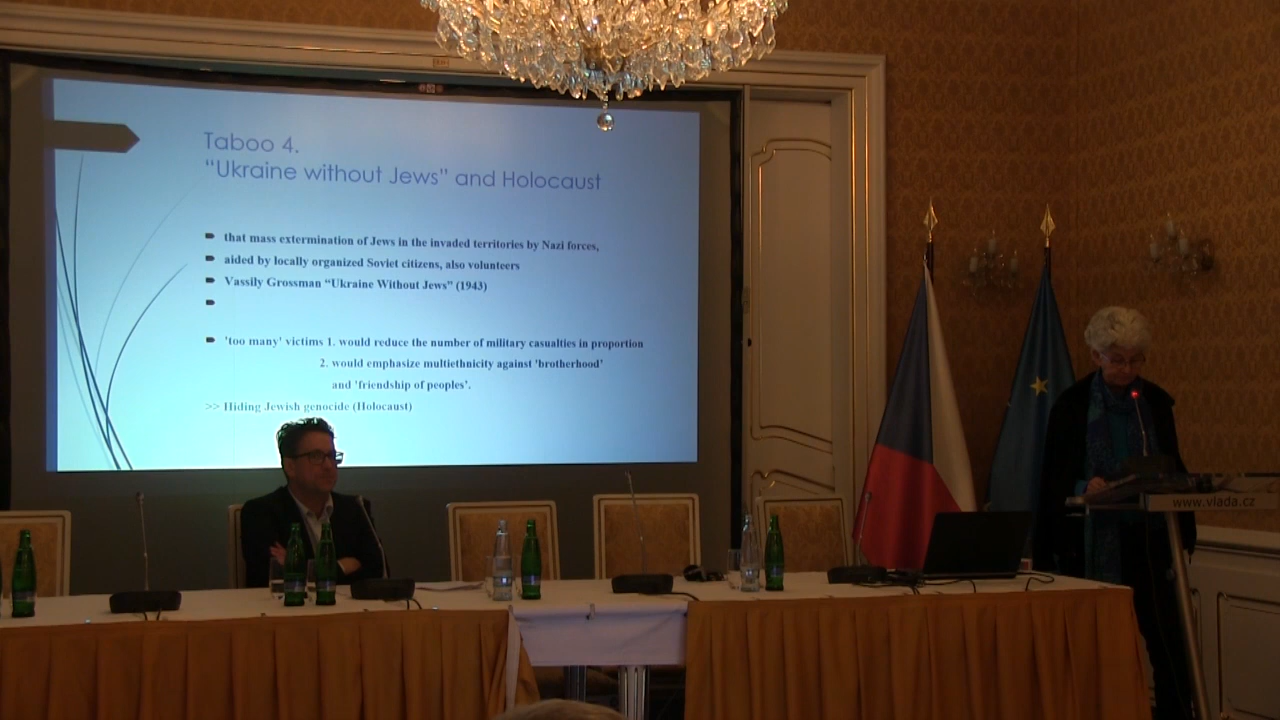 Taboo 4.
“Ukraine without Jews” and Holocaust
that mass extermination of Jews in the invaded territories by Nazi forces,
aided by locally organized Soviet citizens, also volunteers
Vassily Grossman “Ukraine Without Jews” (1943)
'too many' victims 1. would reduce the number of military casualties in proportion
2. would emphasize multiethnicity against 'brotherhood'
and 'friendship of peoples'.
>> Hiding Jewish genocide (Holocaust)
www.vlada.cz